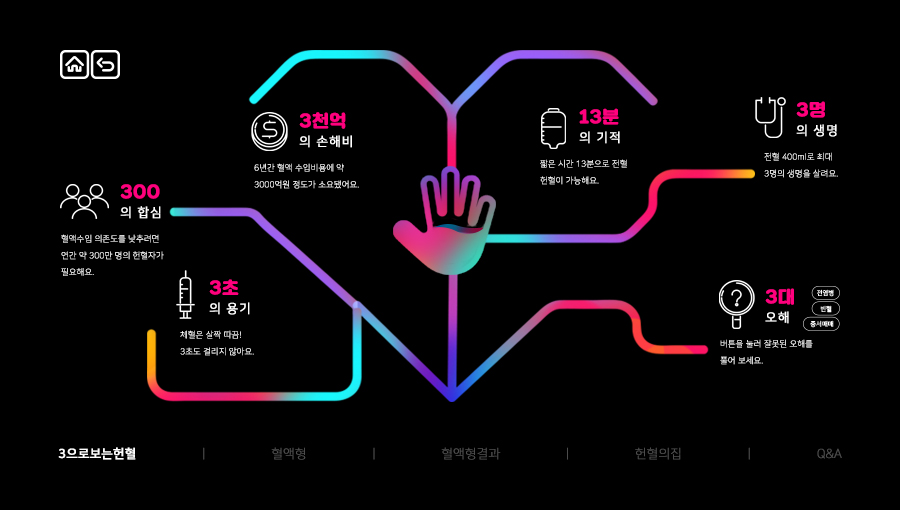 3천억
의 손해비
6년간 혈액 수입비용에 약
3000억원 정도가 소요됐어요.
13분
의 기적
짧은 시간 13분으로 전혈
헌혈이 가능해요.
3명
의 생명
전혈 400ml로 최대
3명의 생명을 살려요.
300
의 합심
혈액수입 의존도를 낮추려면
연간 약 300만 명의 헌혈자가
필요해요.
3초
의 용기
채혈은 살짝 따끔!
3초도 걸리지 않아요.
3대
오해
전염병
빈혈
중서매매
버튼을 눌러 잘못된 오해를
풀어 보세요.
3으로보는헌혈 | 혈액형 | 혈액형결과 | 헌혈의집 | Q&A